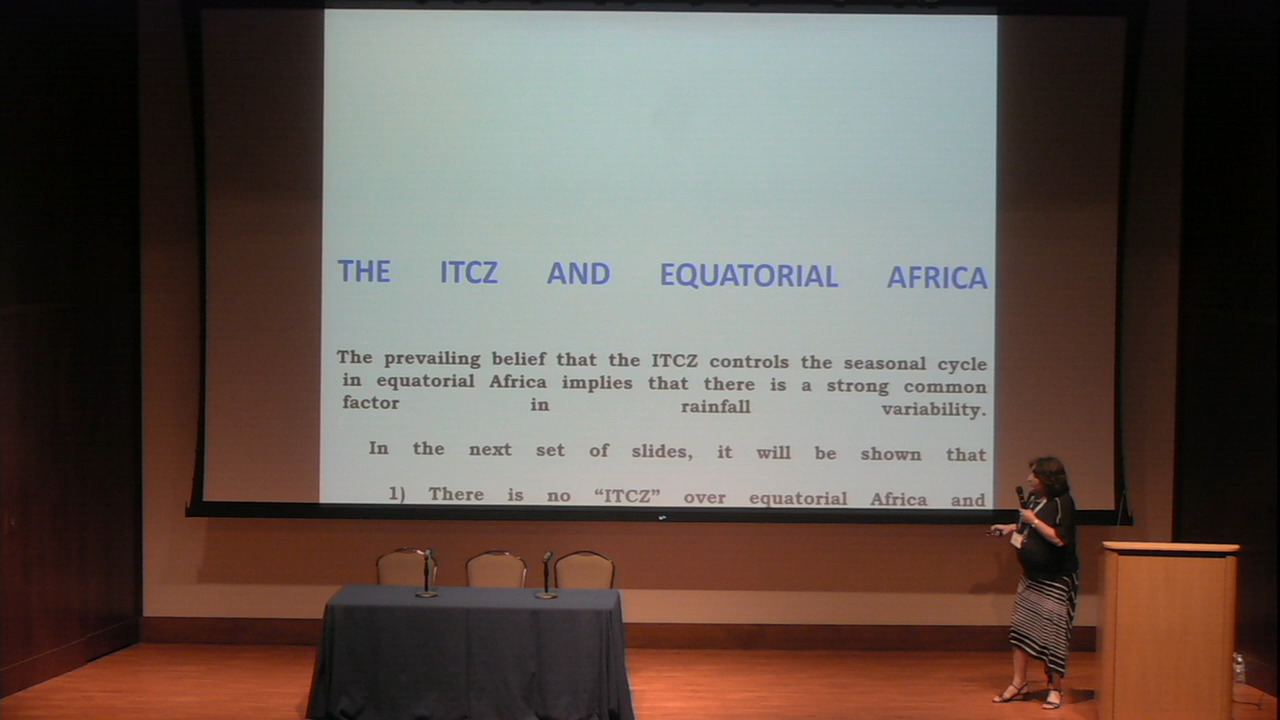 THE ITCZ AND EQUATORIAL AFRICA
The prevailing belief that the ITCZ controls the seasonal cycle
in equatorial Africa implies that there is a strong common
factor in rainfall variability.
In the next set of slides, it will be shown that
1) There is no “ITCZ” over equatorial Africa and